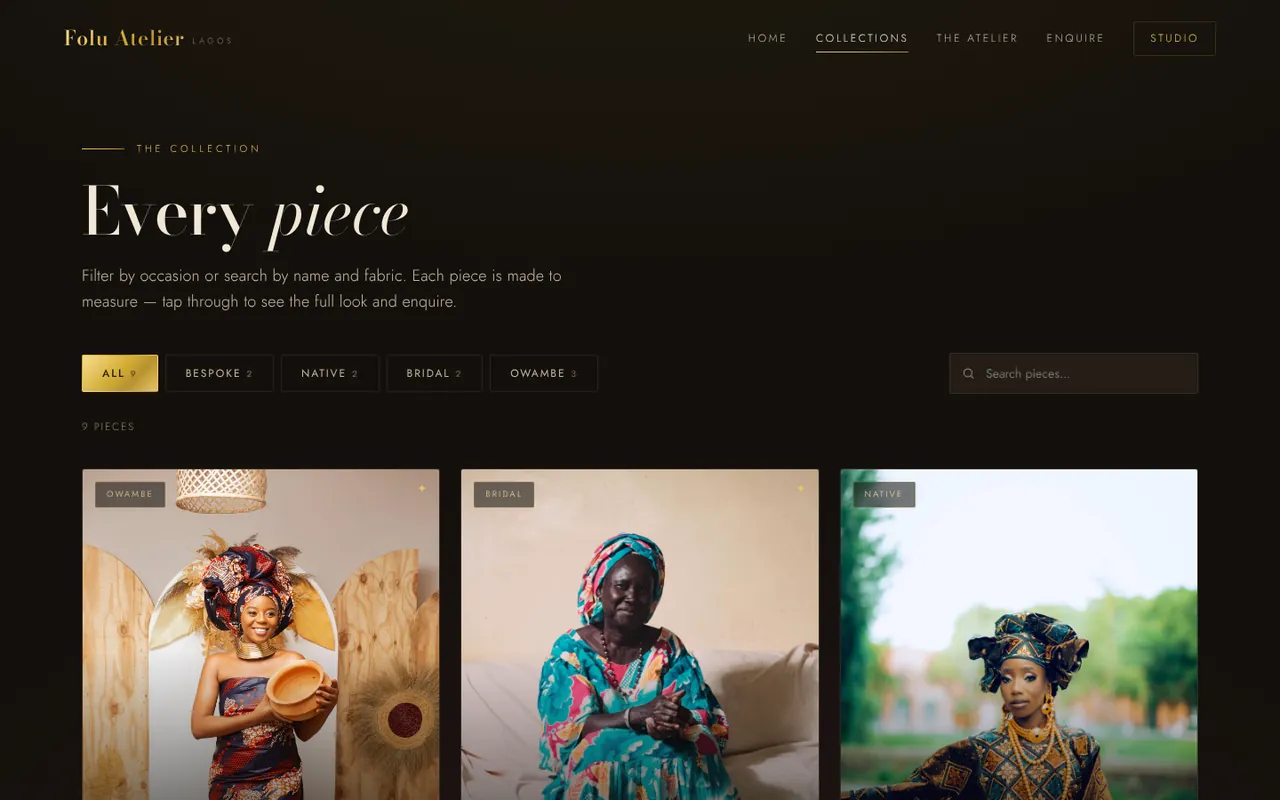 Folu Atelier LAGOS
HOME COLLECTIONS THE ATELIER ENQUIRE STUDIO
THE COLLECTION
Every piece
Filter by occasion or search by name and fabric. Each piece is made to
measure — tap through to see the full look and enquire.
ALL 9 BESPOKE 2 NATIVE 2 BRIDAL 2 OWAMBE 3
Search pieces...
9 PIECES
OWAMBE
BRIDAL
NATIVE